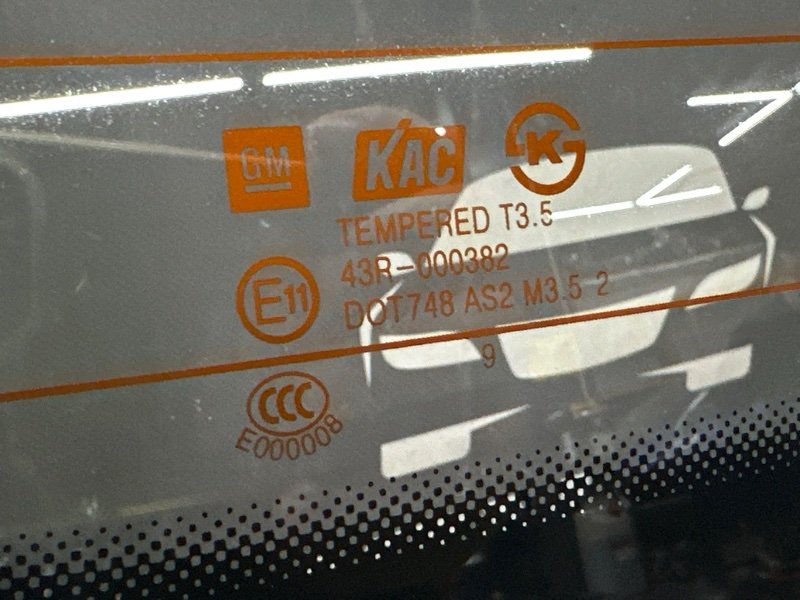 GM KAC K
TEMPERED T3.5
43R-000382
E11
DOT748 AS2 M3.5 2
9
CCC
E000008